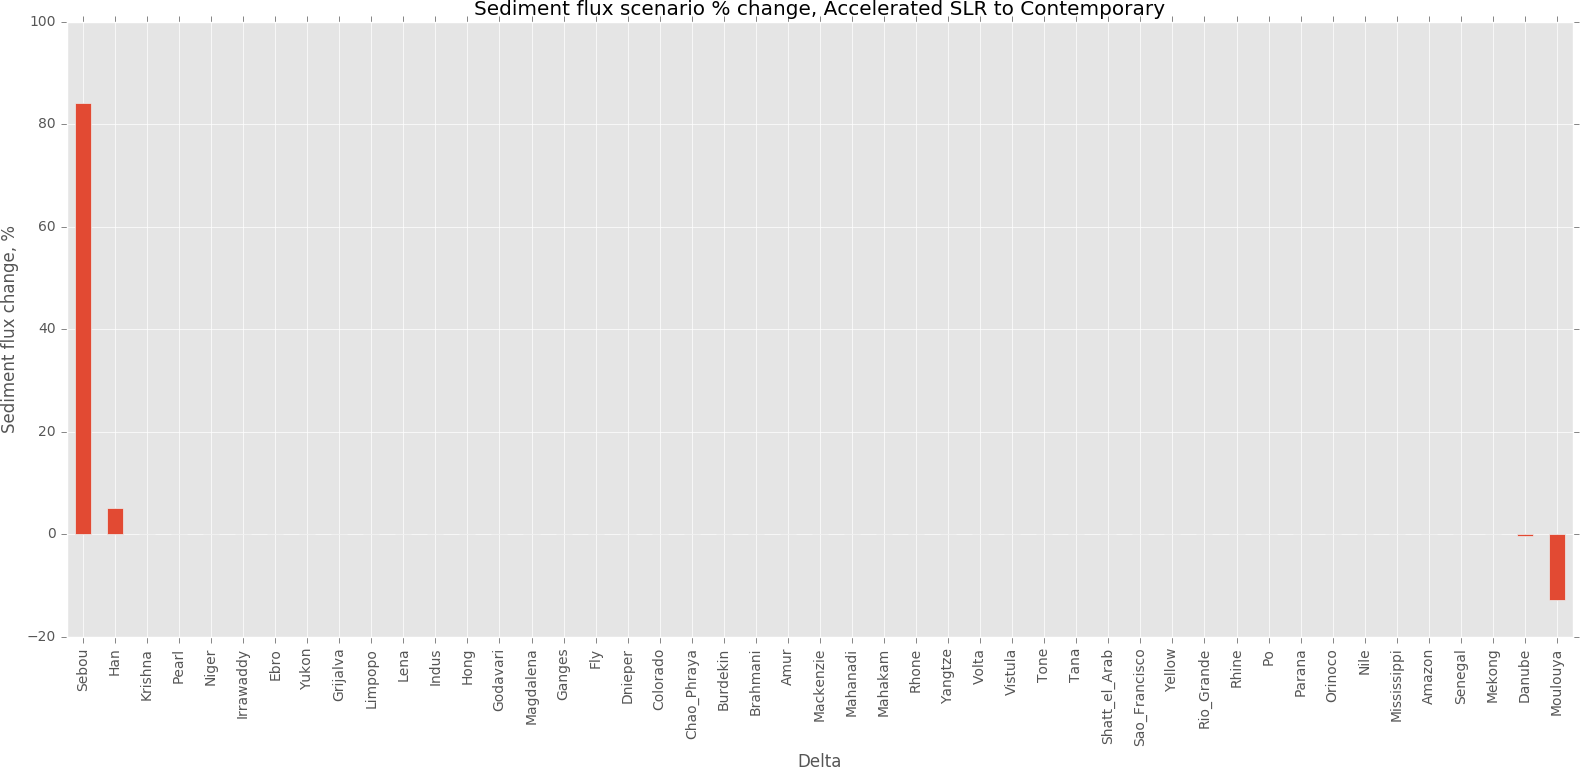 Sediment flux scenario % change, Accelerated SLR to Contemporary
100
80
60
40
20
0
−20
Sediment flux change, %
Sebou
Han
Krishna
Pearl
Niger
Irrawaddy
Ebro
Yukon
Grijalva
Limpopo
Lena
Indus
Hong
Godavari
Magdalena
Ganges
Fly
Dnieper
Colorado
Chao_Phraya
Burdekin
Brahmani
Amur
Mackenzie
Mahanadi
Mahakam
Rhone
Yangtze
Volta
Vistula
Tone
Tana
Shatt_el_Arab
Sao_Francisco
Yellow
Rio_Grande
Rhine
Po
Parana
Orinoco
Nile
Mississippi
Amazon
Senegal
Mekong
Danube
Moulouya
Delta